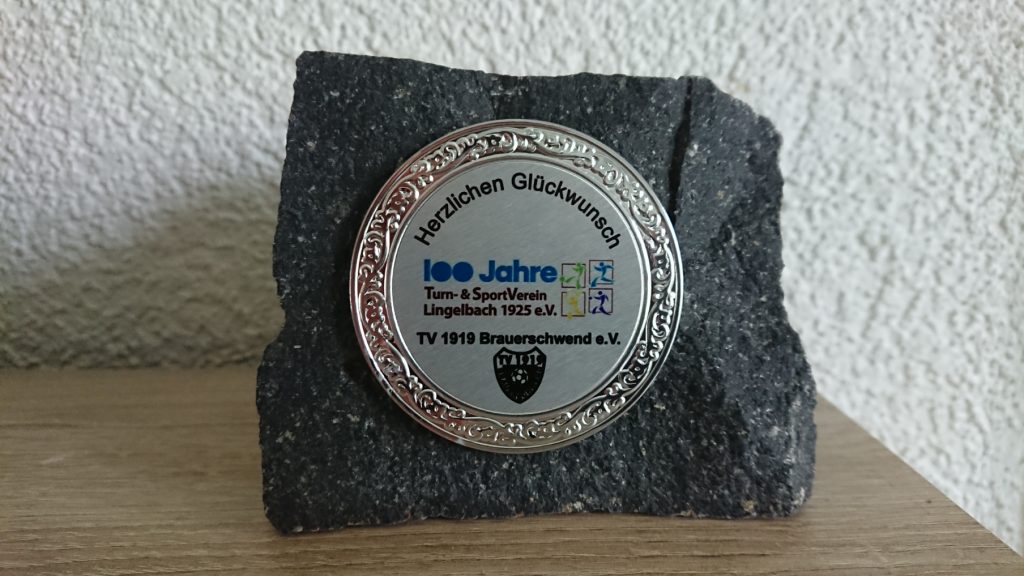 Herzlichen Glückwunsch
100 Jahre
Turn- & SportVerein
Lingelbach 1925 e.V.
TV 1919 Brauerschwend e.V.